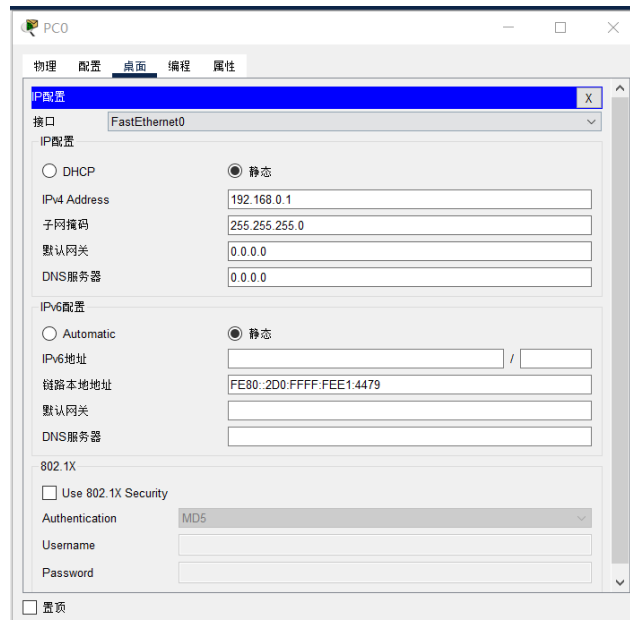 PC0
物理 配置 桌面 编程 属性
IP配置 X
接口 FastEthernet0
IP配置
DHCP 静态
IPv4 Address 192.168.0.1
子网掩码 255.255.255.0
默认网关 0.0.0.0
DNS服务器 0.0.0.0
IPv6配置
Automatic 静态
IPv6地址 /
链路本地地址 FE80::2D0:FFFF:FEE1:4479
默认网关
DNS服务器
802.1X
Use 802.1X Security
Authentication MD5
Username
Password
置顶